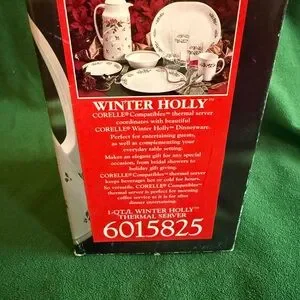 WINTER HOLLY™
CORELLE® Compatibles™ thermal server
coordinates with beautiful
CORELLE® Winter Holly™ Dinnerware.
Perfect for entertaining guests,
as well as complementing your
everyday table setting.
Makes an elegant gift for any special
occasion, from bridal showers to
holiday gift giving.
CORELLE® Compatibles™ thermal server
keeps beverages hot or cold for hours.
So versatile, CORELLE® Compatibles™
thermal server is perfect for morning
coffee service as it is for after
dinner entertaining.
1-QT./L WINTER HOLLY™
THERMAL SERVER
6015825